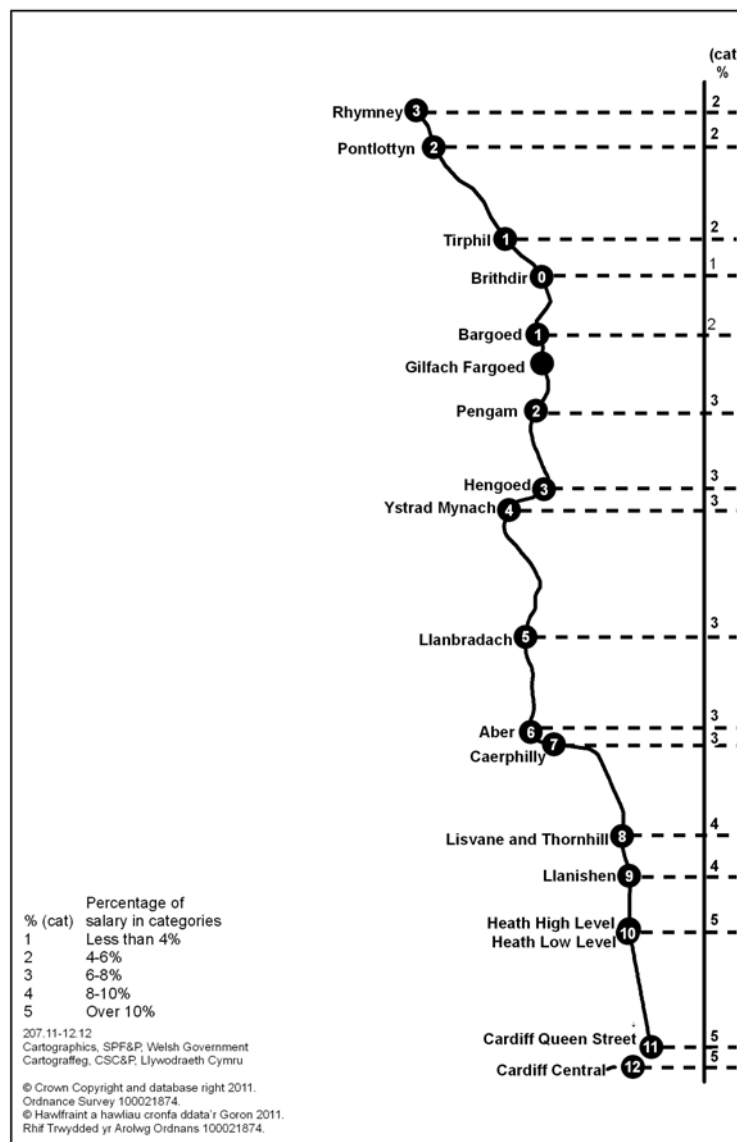 (cat
%
Rhymney 3 2
Pontlottyn 2 2
Tirphil 1 2
Brithdir 0 1
Bargoed 1 2
Gilfach Fargoed
Pengam 2 3
Hengoed 3 3
Ystrad Mynach 4 3
Llanbradach 5 3
Aber 6 3
Caerphilly 7 3
Lisvane and Thornhill 8 4
Llanishen 9 4
Heath High Level
Heath Low Level 10 5
Cardiff Queen Street 11 5
Cardiff Central 12 5
Percentage of
% (cat) salary in categories
1 Less than 4%
2 4-6%
3 6-8%
4 8-10%
5 Over 10%
207.11-12.12
Cartographics, SPF&P, Welsh Government
Cartograffeg, CSC&P, Llywodraeth Cymru
© Crown Copyright and database right 2011.
Ordnance Survey 100021874.
© Hawlfraint a hawliau cronfa ddata'r Goron 2011.
Rhif Trwydded yr Arolwg Ordnans 100021874.